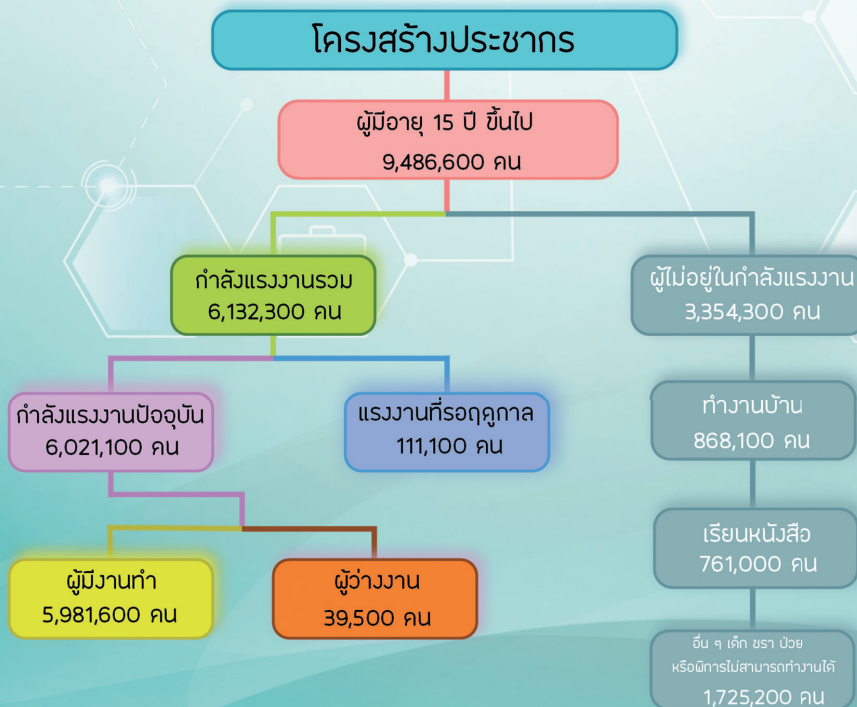 โครงสร้างประชากร
ผู้มีอายุ 15 ปี ขึ้นไป
9,486,600 คน
กำลังแรงงานรวม
6,132,300 คน
ผู้ไม่อยู่ในกำลังแรงงาน
3,354,300 คน
กำลังแรงงานปัจจุบัน
6,021,100 คน
แรงงานที่รอฤดูกาล
111,100 คน
ทำงานบ้าน
868,100 คน
ผู้มีงานทำ
5,981,600 คน
ผู้ว่างงาน
39,500 คน
เรียนหนังสือ
761,000 คน
อื่น ๆ เด็ก ชรา ป่วย
หรือพิการไม่สามารถทำงานได้
1,725,200 คน